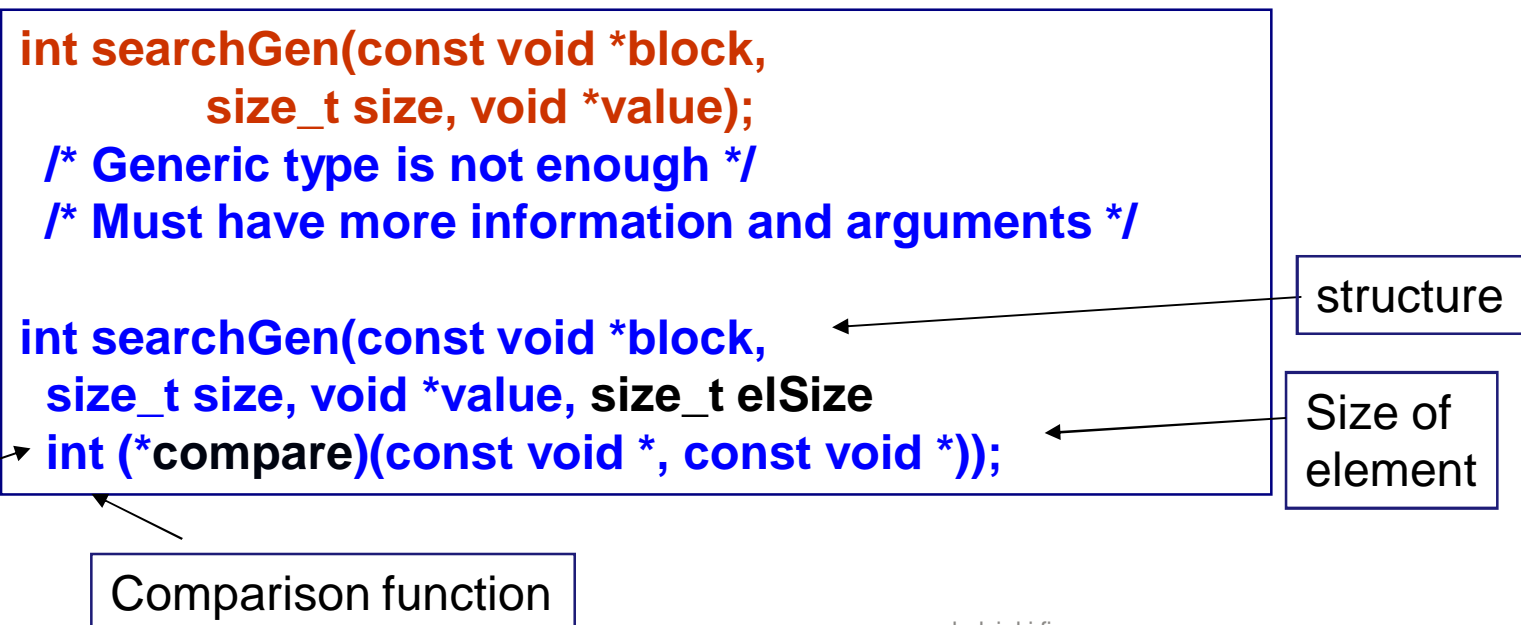 int searchGen(const void *block,
size_t size, void *value);
/* Generic type is not enough */
/* Must have more information and arguments */
int searchGen(const void *block,
size_t size, void *value, size_t elSize
int (*compare)(const void *, const void *));
structure
Size of
element
Comparison function